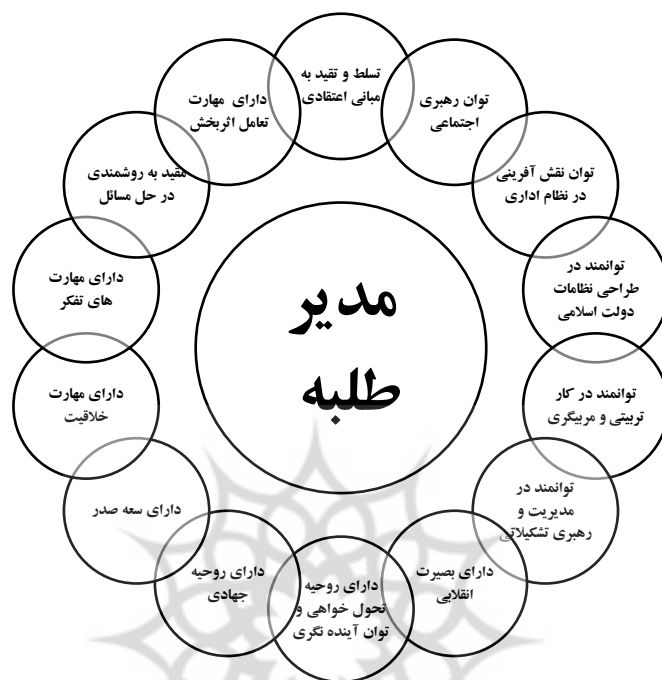 تسلط و تقید به
مبانی اعتقادی
توان رهبری
اجتماعی
توان نقش آفرینی
در نظام اداری
توانمند در
طراحی نظامات
دولت اسلامی
توانمند در کار
تربیتی و مربیگری
توانمند در
مدیریت و
رهبری تشکیلاتی
دارای بصیرت
انقلابی
دارای روحیه
تحول خواهی و
توان آینده نگری
دارای روحیه
جهادی
دارای سعه صدر
دارای مهارت
خلاقیت
دارای مهارت
های تفکر
مقید به روشمندی
در حل مسائل
دارای مهارت
تعامل اثربخش
مدیر
طلبه